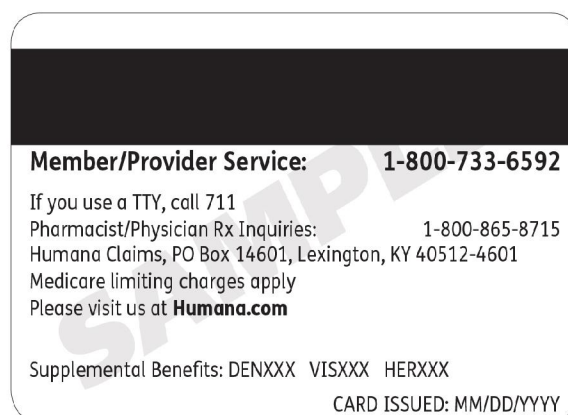 Member/Provider Service: 1-800-733-6592
If you use a TTY, call 711
Pharmacist/Physician Rx Inquiries: 1-800-865-8715
Humana Claims, PO Box 14601, Lexington, KY 40512-4601
Medicare limiting charges apply
Please visit us at Humana.com
Supplemental Benefits: DENXXX VISXXX HERXXX
CARD ISSUED: MM/DD/YYYY
SAMPLE